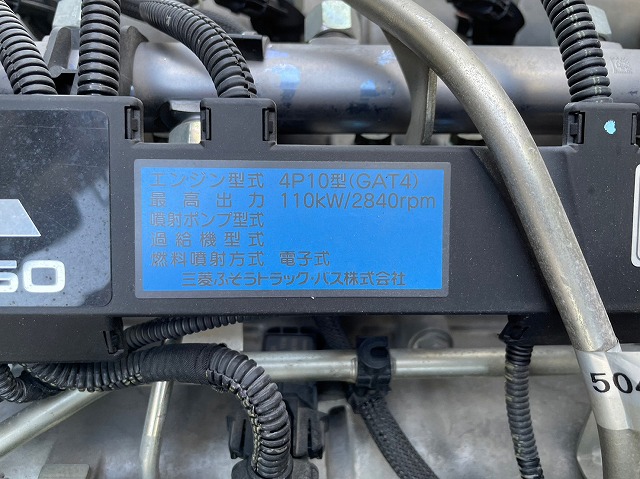 エンジン型式 4P10型(GAT4)
最高出力 110kW/2840rpm
噴射ポンプ型式
過給機型式
燃料噴射方式 電子式
三菱ふそうトラック・バス株式会社
50
504